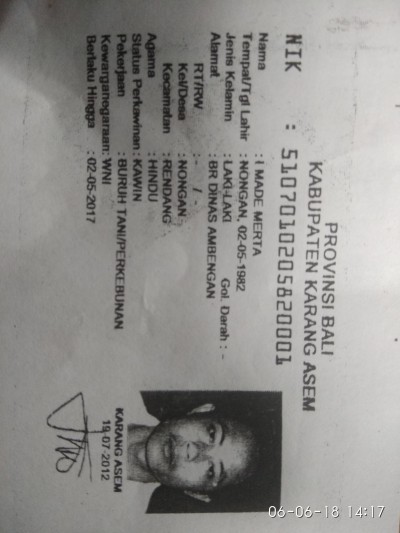 PROVINSI BALI
KABUPATEN KARANG ASEM
NIK : 5107010205820001
Nama : I MADE MERTA
Tempat/Tgl Lahir : NONGAN, 02-05-1982
Jenis Kelamin : LAKI-LAKI Gol. Darah : -
Alamat : BR DINAS AMBENGAN
RT/RW : - / -
Kel/Desa : NONGAN
Kecamatan : RENDANG
Agama : HINDU
Status Perkawinan : KAWIN
Pekerjaan : BURUH TANI/PERKEBUNAN
Kewarganegaraan: WNI
Berlaku Hingga : 02-05-2017
KARANG ASEM
19-07-2012
06-06-18 14:17